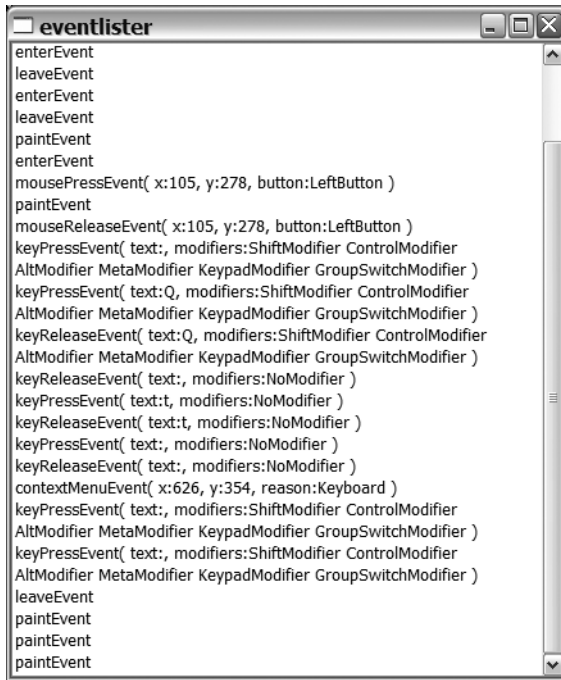 eventlister
enterEvent
leaveEvent
enterEvent
leaveEvent
paintEvent
enterEvent
mousePressEvent( x:105, y:278, button:LeftButton )
paintEvent
mouseReleaseEvent( x:105, y:278, button:LeftButton )
keyPressEvent( text:, modifiers:ShiftModifier ControlModifier
AltModifier MetaModifier KeypadModifier GroupSwitchModifier )
keyPressEvent( text:Q, modifiers:ShiftModifier ControlModifier
AltModifier MetaModifier KeypadModifier GroupSwitchModifier )
keyReleaseEvent( text:Q, modifiers:ShiftModifier ControlModifier
AltModifier MetaModifier KeypadModifier GroupSwitchModifier )
keyReleaseEvent( text:, modifiers:NoModifier )
keyPressEvent( text:t, modifiers:NoModifier )
keyReleaseEvent( text:t, modifiers:NoModifier )
keyPressEvent( text:, modifiers:NoModifier )
keyReleaseEvent( text:, modifiers:NoModifier )
contextMenuEvent( x:626, y:354, reason:Keyboard )
keyPressEvent( text:, modifiers:ShiftModifier ControlModifier
AltModifier MetaModifier KeypadModifier GroupSwitchModifier )
keyPressEvent( text:, modifiers:ShiftModifier ControlModifier
AltModifier MetaModifier KeypadModifier GroupSwitchModifier )
leaveEvent
paintEvent
paintEvent
paintEvent